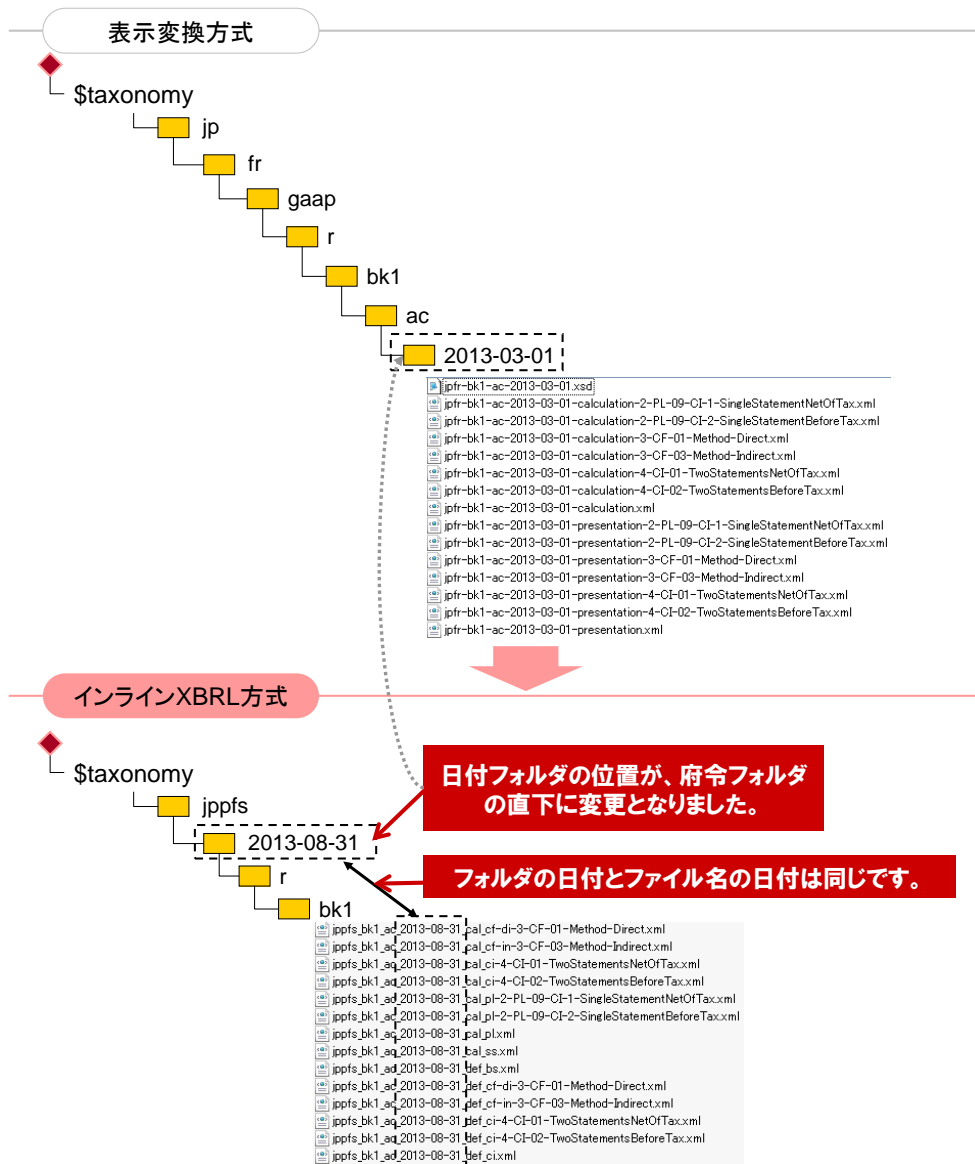 表示変換方式
$taxonomy
jp
fr
gaap
r
bk1
ac
2013-03-01
jpfr-bk1-ac-2013-03-01.xsd
jpfr-bk1-ac-2013-03-01-calculation-2-PL-09-CI-1-SingleStatementNetOfTax.xml
jpfr-bk1-ac-2013-03-01-calculation-2-PL-09-CI-2-SingleStatementBeforeTax.xml
jpfr-bk1-ac-2013-03-01-calculation-3-CF-01-Method-Direct.xml
jpfr-bk1-ac-2013-03-01-calculation-3-CF-03-Method-Indirect.xml
jpfr-bk1-ac-2013-03-01-calculation-4-CI-01-TwoStatementsNetOfTax.xml
jpfr-bk1-ac-2013-03-01-calculation-4-CI-02-TwoStatementsBeforeTax.xml
jpfr-bk1-ac-2013-03-01-calculation.xml
jpfr-bk1-ac-2013-03-01-presentation-2-PL-09-CI-1-SingleStatementNetOfTax.xml
jpfr-bk1-ac-2013-03-01-presentation-2-PL-09-CI-2-SingleStatementBeforeTax.xml
jpfr-bk1-ac-2013-03-01-presentation-3-CF-01-Method-Direct.xml
jpfr-bk1-ac-2013-03-01-presentation-3-CF-03-Method-Indirect.xml
jpfr-bk1-ac-2013-03-01-presentation-4-CI-01-TwoStatementsNetOfTax.xml
jpfr-bk1-ac-2013-03-01-presentation-4-CI-02-TwoStatementsBeforeTax.xml
jpfr-bk1-ac-2013-03-01-presentation.xml
インラインXBRL方式
$taxonomy
jppfs
2013-08-31
r
bk1
日付フォルダの位置が、府令フォルダ
の直下に変更となりました。
フォルダの日付とファイル名の日付は同じです。
jppfs_bk1_ac_2013-08-31_cal_cf-di-3-CF-01-Method-Direct.xml
jppfs_bk1_ac_2013-08-31_cal_cf-in-3-CF-03-Method-Indirect.xml
jppfs_bk1_ac_2013-08-31_cal_ci-4-CI-01-TwoStatementsNetOfTax.xml
jppfs_bk1_ac_2013-08-31_cal_ci-4-CI-02-TwoStatementsBeforeTax.xml
jppfs_bk1_ac_2013-08-31_cal_pl-2-PL-09-CI-1-SingleStatementNetOfTax.xml
jppfs_bk1_ac_2013-08-31_cal_pl-2-PL-09-CI-2-SingleStatementBeforeTax.xml
jppfs_bk1_ac_2013-08-31_cal_pl.xml
jppfs_bk1_ac_2013-08-31_cal_ss.xml
jppfs_bk1_ac_2013-08-31_def_bs.xml
jppfs_bk1_ac_2013-08-31_def_cf-di-3-CF-01-Method-Direct.xml
jppfs_bk1_ac_2013-08-31_def_cf-in-3-CF-03-Method-Indirect.xml
jppfs_bk1_ac_2013-08-31_def_ci-4-CI-01-TwoStatementsNetOfTax.xml
jppfs_bk1_ac_2013-08-31_def_ci-4-CI-02-TwoStatementsBeforeTax.xml
jppfs_bk1_ac_2013-08-31_def_ci.xml